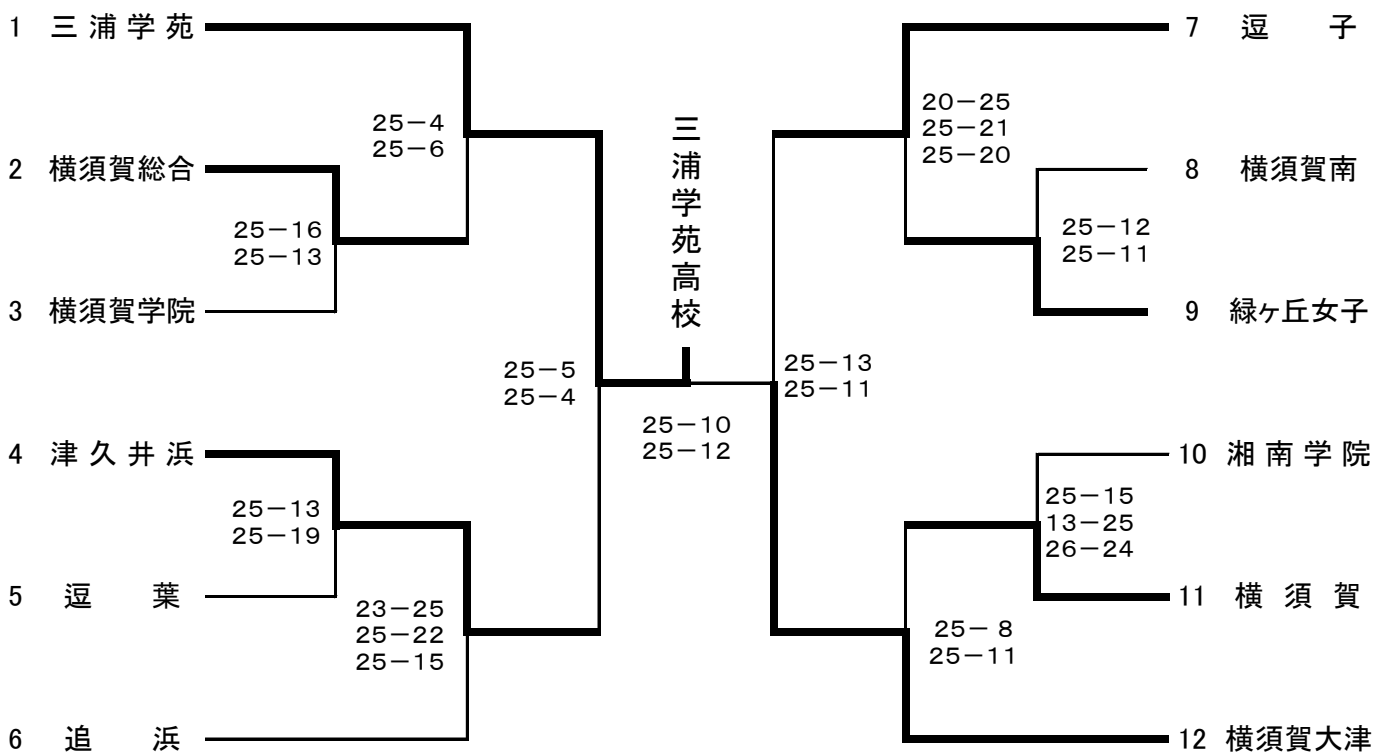 1 三浦学苑
25－4
25－6
2 横須賀総合
25－16
25－13
3 横須賀学院
25－5
25－4
4 津久井浜
25－13
25－19
5 逗葉
23－25
25－22
25－15
6 追浜
三浦学苑高校
25－10
25－12
7 逗子
20－25
25－21
25－20
8 横須賀南
25－12
25－11
9 緑ヶ丘女子
25－13
25－11
10 湘南学院
25－15
13－25
26－24
11 横須賀
25－ 8
25－11
12 横須賀大津